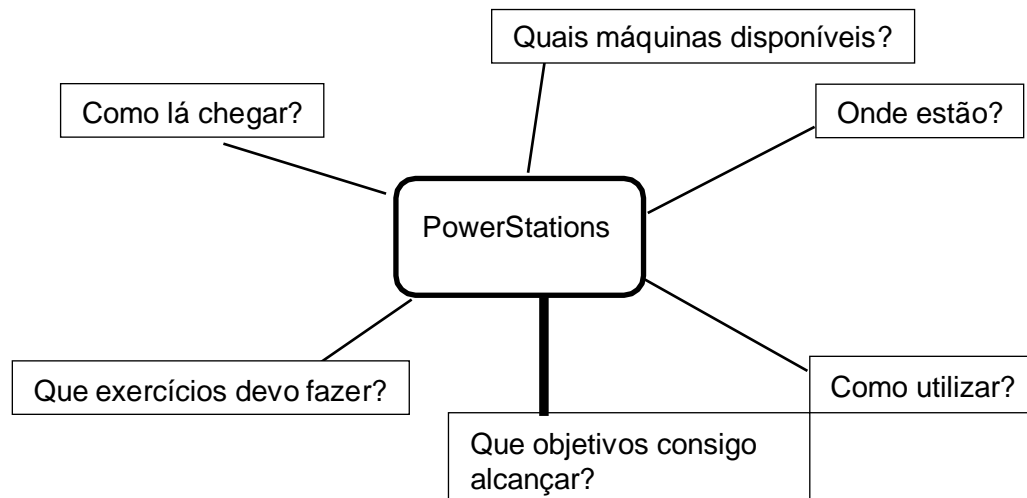 Quais máquinas disponíveis?
Como lá chegar?
Onde estão?
PowerStations
Que exercícios devo fazer?
Como utilizar?
Que objetivos consigo
alcançar?